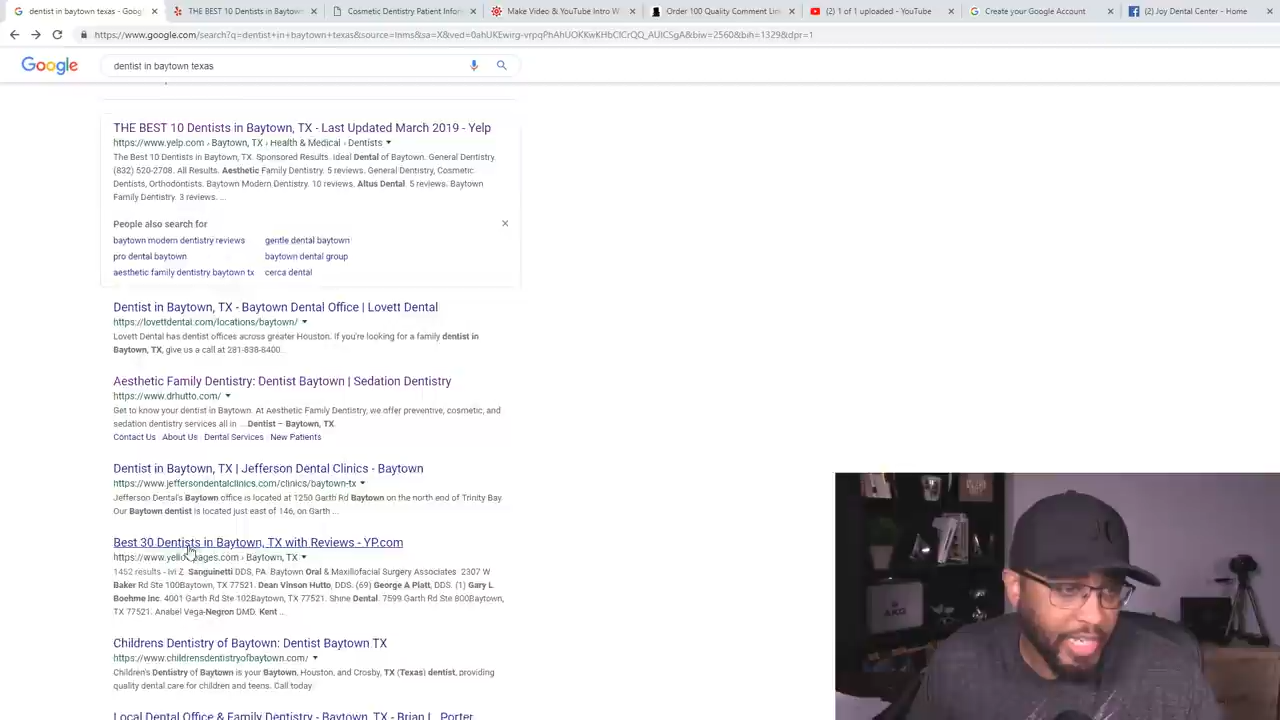 dentist in baytown texas - Goo
THE BEST 10 Dentists in Baytown
Cosmetic Dentistry Patient Infor
Make Video & YouTube Intro W
Order 100 Quality Comment Lin
(2) 1 of 1 uploaded - YouTube
Create your Google Account
(2) Joy Dental Center - Home
https://www.google.com/search?q=dentist+in+baytown+texas&source=lnms&sa=X&ved=0ahUKEwirg-vrpqPhAhUOKKwKHbCICrQQ_AUICSgA&biw=2560&bih=1329&dpr=1
Google
dentist in baytown texas
THE BEST 10 Dentists in Baytown, TX - Last Updated March 2019 - Yelp
https://www.yelp.com › Baytown, TX › Health & Medical › Dentists
The Best 10 Dentists in Baytown, TX. Sponsored Results. Ideal Dental of Baytown. General Dentistry.
(832) 520-2708. All Results. Aesthetic Family Dentistry. 5 reviews. General Dentistry, Cosmetic
Dentists, Orthodontists. Baytown Modern Dentistry. 10 reviews. Altus Dental. 5 reviews. Baytown
Family Dentistry. 3 reviews. ...
People also search for
baytown modern dentistry reviews
gentle dental baytown
pro dental baytown
baytown dental group
aesthetic family dentistry baytown tx
cerca dental
Dentist in Baytown, TX - Baytown Dental Office | Lovett Dental
https://lovettdental.com/locations/baytown/
Lovett Dental has dentist offices across greater Houston. If you're looking for a family dentist in
Baytown, TX, give us a call at 281-838-8400.
Aesthetic Family Dentistry: Dentist Baytown | Sedation Dentistry
https://www.drhutto.com/
Get to know your dentist in Baytown. At Aesthetic Family Dentistry, we offer preventive, cosmetic, and
sedation dentistry services all in ... Dentist – Baytown, TX.
Contact Us · About Us · Dental Services · New Patients
Dentist in Baytown, TX | Jefferson Dental Clinics - Baytown
https://www.jeffersondentalclinics.com/clinics/baytown-tx
Jefferson Dental's Baytown office is located at 1250 Garth Rd Baytown on the north end of Trinity Bay.
Our Baytown dentist is located just east of 146, on Garth ...
Best 30 Dentists in Baytown, TX with Reviews - YP.com
https://www.yellowpages.com › Baytown, TX
1452 results - Ivi Z. Sanguinetti DDS, PA. Baytown Oral & Maxillofacial Surgery Associates. 2307 W
Baker Rd Ste 100Baytown, TX 77521. Dean Vinson Hutto, DDS. (69) George A Platt, DDS. (1) Gary L
Boehme Inc. 4001 Garth Rd Ste 102Baytown, TX 77521. Shine Dental. 7599 Garth Rd Ste 800Baytown,
TX 77521. Anabel Vega-Negron DMD. Kent ...
Childrens Dentistry of Baytown: Dentist Baytown TX
https://www.childrensdentistryofbaytown.com/
Children's Dentistry of Baytown is your Baytown, Houston, and Crosby, TX (Texas) dentist, providing
quality dental care for children and teens. Call today.
Local Dental Office & Family Dentistry - Baytown, TX - Brian L. Porter